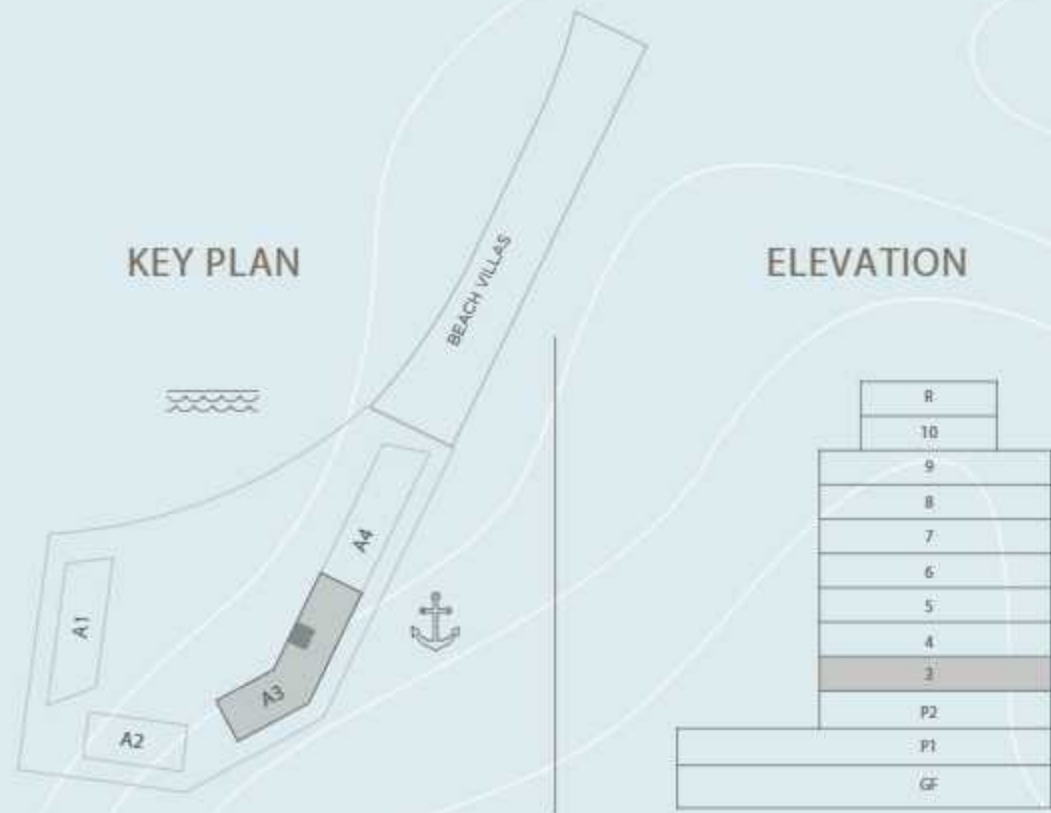 KEY PLAN
BEACH VILLAS
A4
A1
A3
A2
ELEVATION
R
10
9
8
7
6
5
4
3
P2
P1
GF